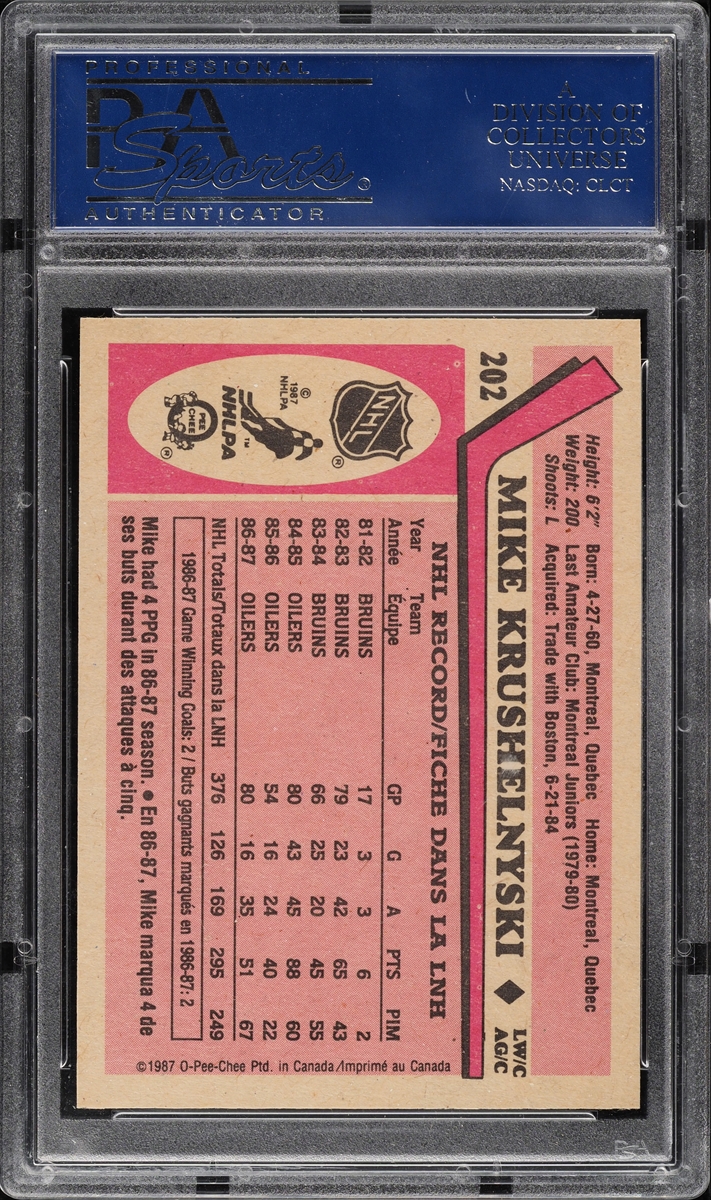 PROFESSIONAL
PSA
Sports®
AUTHENTICATOR
A
DIVISION OF
COLLECTORS
UNIVERSE
NASDAQ: CLCT
202
Height: 6'2" Born: 4-27-60, Montreal, Quebec Home: Montreal, Quebec
Weight: 200 Last Amateur Club: Montreal Juniors (1979-80)
Shoots: L Acquired: Trade with Boston, 6-21-84
MIKE KRUSHELNYSKI ♦ LW/C
AG/C
NHL
®
© 1987 NHLPA
NHLPA™
O PEE CHEE
®
NHL RECORD/FICHE DANS LA LNH
Year Team
Année Équipe GP G A PTS PIM
81-82 BRUINS 17 3 3 6 2
82-83 BRUINS 79 23 42 65 43
83-84 BRUINS 66 25 20 45 55
84-85 OILERS 80 43 45 88 60
85-86 OILERS 54 16 24 40 22
86-87 OILERS 80 16 35 51 67
NHL Totals/Totaux dans la LNH 376 126 169 295 249
1986-87 Game Winning Goals: 2 / Buts gagnants marqués en 1986-87: 2
Mike had 4 PPG in 86-87 season. • En 86-87, Mike marqua 4 de
ses buts durant des attaques à cinq.
©1987 O-Pee-Chee Ptd. in Canada/Imprimé au Canada
PSA